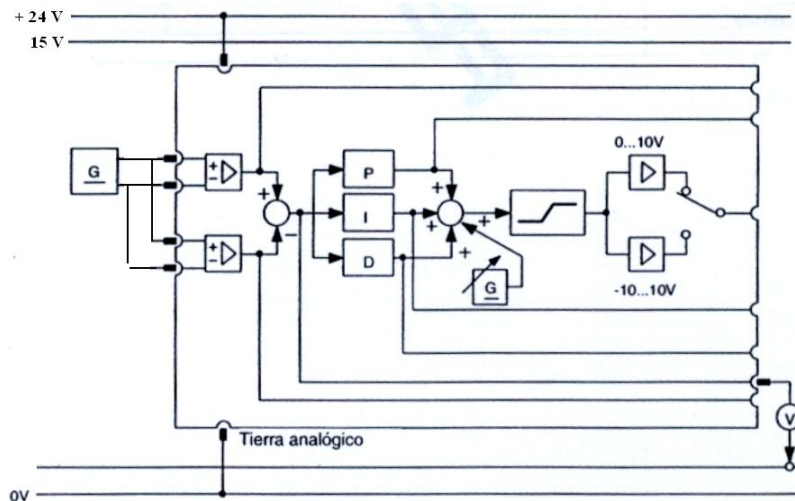 + 24 V
15 V
G
+
−
+
−
+
−
P
I
D
+
+
+
+
G
0...10V
-10...10V
V
Tierra analógico
0V